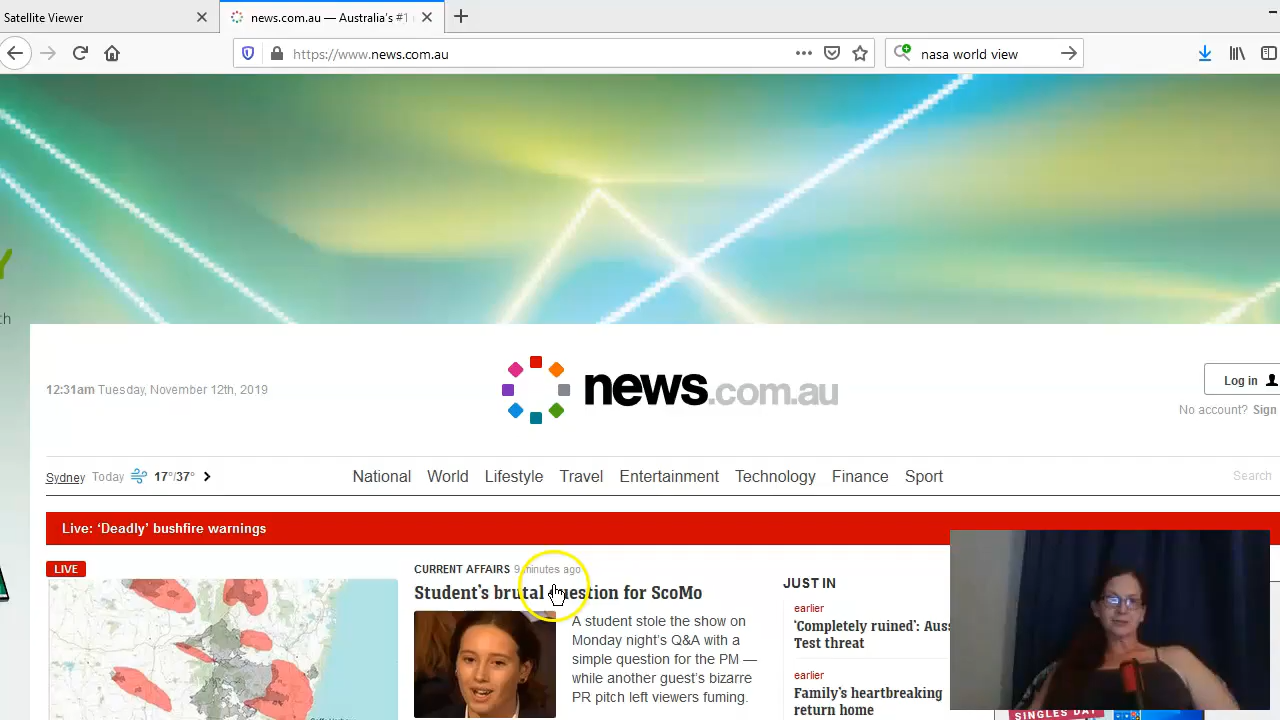 Satellite Viewer
news.com.au — Australia's #1
https://www.news.com.au
nasa world view
Y
th
12:31am Tuesday, November 12th, 2019
news.com.au
Log in
No account? Sign
Sydney Today 17°/37°
National World Lifestyle Travel Entertainment Technology Finance Sport
Search
Live: 'Deadly' bushfire warnings
LIVE
CURRENT AFFAIRS 9 minutes ago
Student's brutal question for ScoMo
A student stole the show on
Monday night's Q&A with a
simple question for the PM —
while another guest's bizarre
PR pitch left viewers fuming.
JUST IN
earlier
'Completely ruined': Aus
Test threat
earlier
Family's heartbreaking
return home
SINGLES DAY